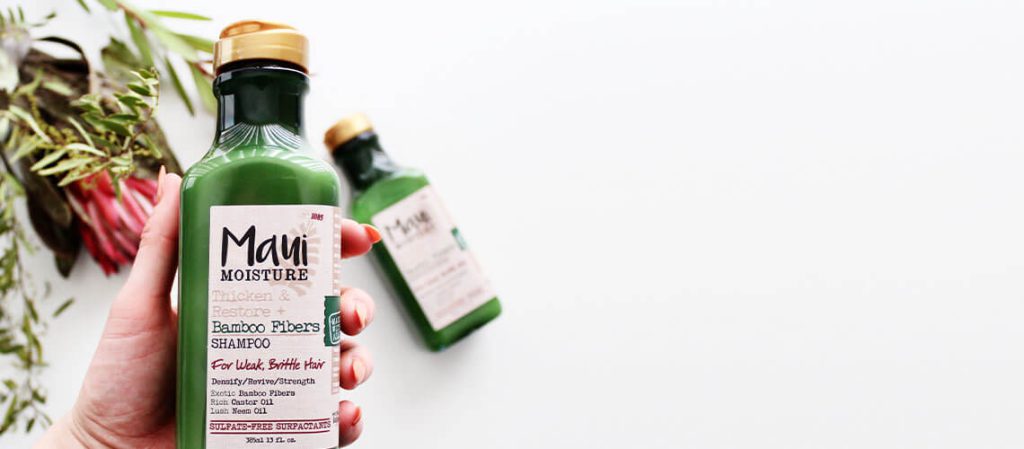 Maui
MOISTURE
Thicken &
Restore +
Bamboo Fibers
SHAMPOO
For Weak, Brittle Hair
Densify/Revive/Strength
Exotic Bamboo Fibers
Rich Castor Oil
Lush Neem Oil
SULFATE-FREE SURFACTANTS
385ml 13 fl. oz.
Maui